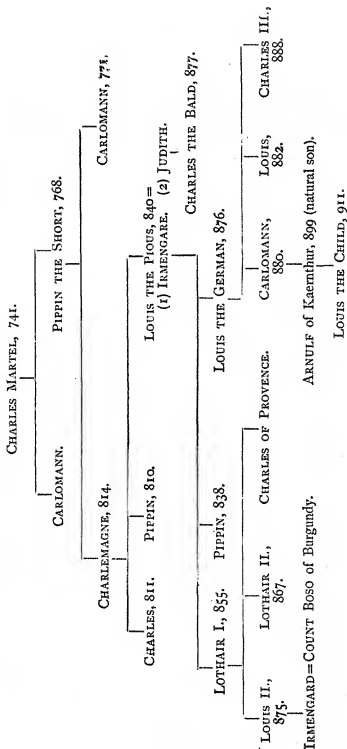 CHARLES MARTEL, 741.
CARLOMANN. PIPPIN THE SHORT, 768.
CHARLEMAGNE, 814. CARLOMANN, 771.
CHARLES, 811. PIPPIN, 810. LOUIS THE PIOUS, 840=
(1) IRMENGARE. (2) JUDITH.
CHARLES THE BALD, 877.
LOTHAIR I., 855. PIPPIN, 838. LOUIS THE GERMAN, 876.
LOUIS II., LOTHAIR II., CHARLES OF PROVENCE. CARLOMANN, LOUIS, CHARLES III.,
875. 867. 880. 882. 888.
IRMENGARD=COUNT BOSO of Burgundy. ARNULF of Kaernthur, 899 (natural son).
LOUIS THE CHILD, 911.